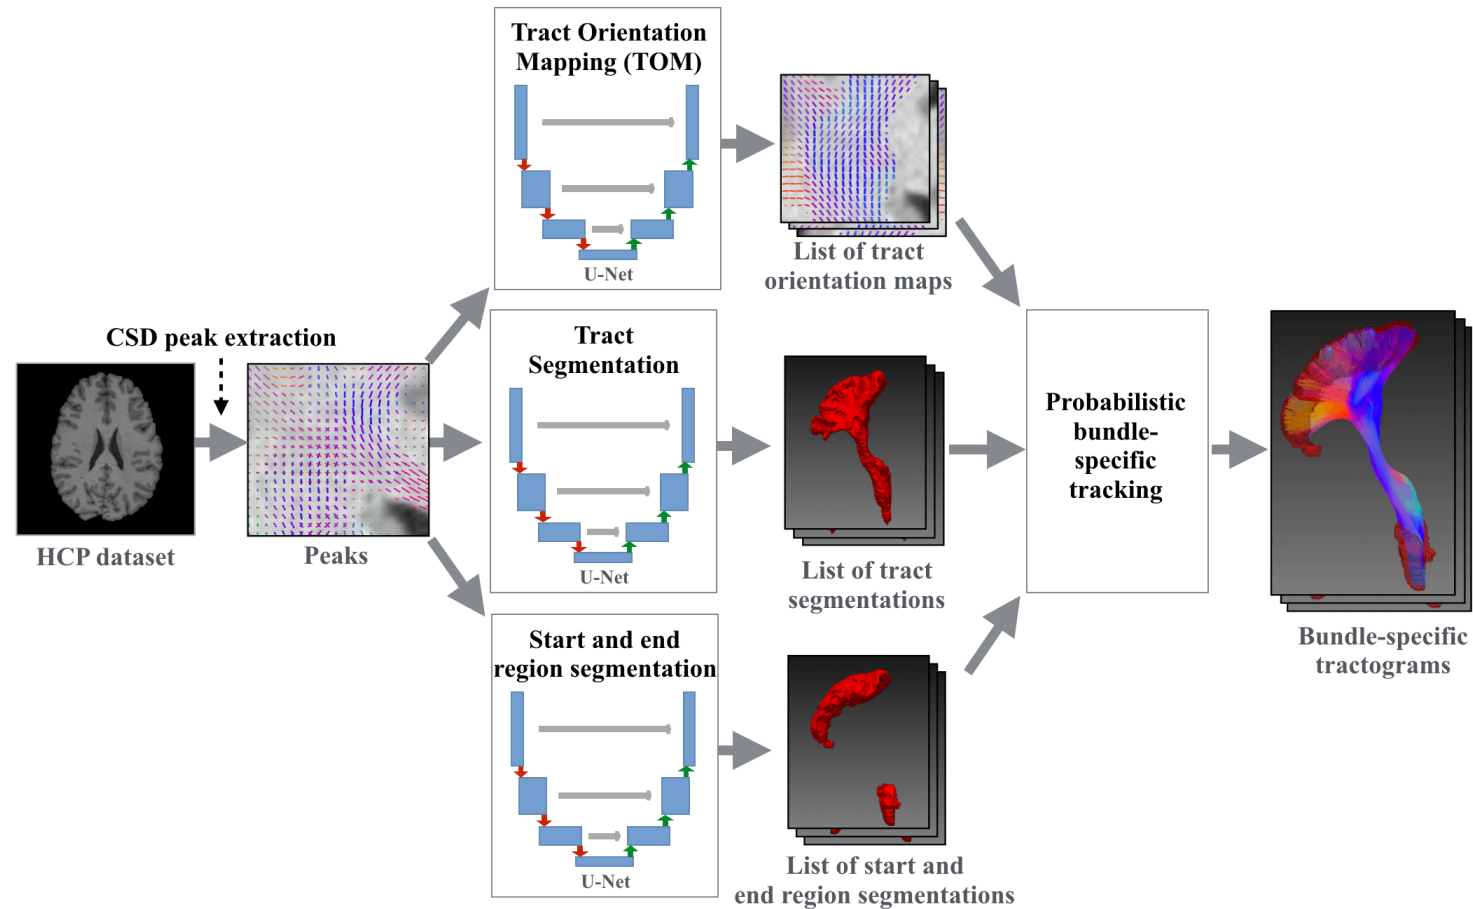 CSD peak extraction
HCP dataset
Peaks
Tract Orientation
Mapping (TOM)
U-Net
List of tract
orientation maps
Tract
Segmentation
U-Net
List of tract
segmentations
Start and end
region segmentation
U-Net
List of start and
end region segmentations
Probabilistic
bundle-
specific
tracking
Bundle-specific
tractograms